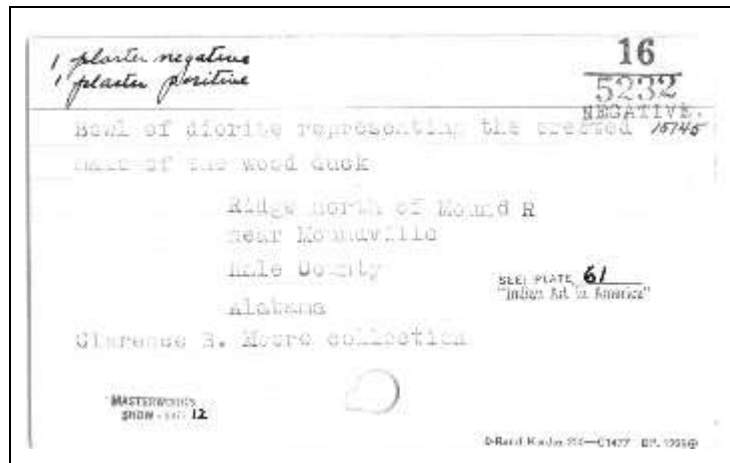 1 plaster negative
1 plaster positive
16
5232
NEGATIVE.
15745
Bowl of diorite representing the crested
male of the wood duck
Ridge north of Mound R
near Moundville
Hale County
Alabama
SEE: PLATE 61
"Indian Art in America"
Clarence B. Moore collection
MASTERWORKS
SHOW 12